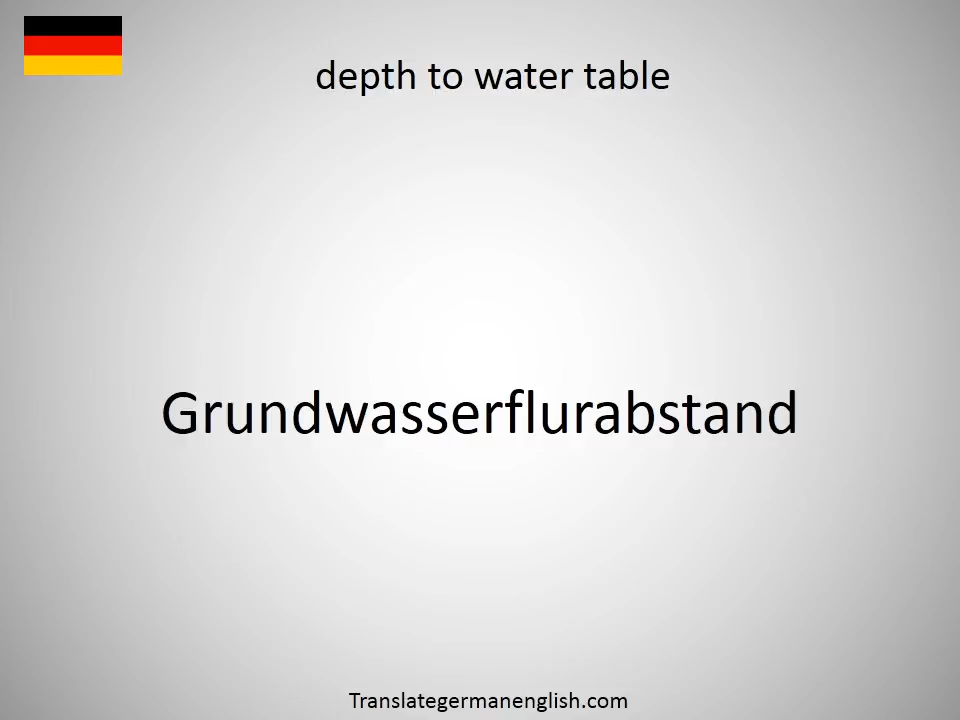 depth to water table
Grundwasserflurabstand
Translategermanenglish.com